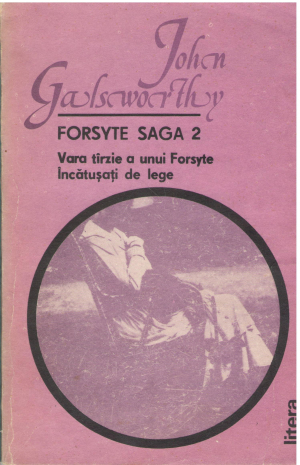 John
Galsworthy
FORSYTE SAGA 2
Vara tîrzie a unui Forsyte
Încătușați de lege
litera